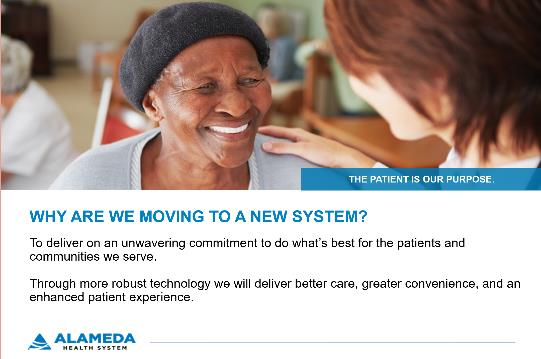 THE PATIENT IS OUR PURPOSE.
WHY ARE WE MOVING TO A NEW SYSTEM?
To deliver on an unwavering commitment to do what's best for the patients and
communities we serve.
Through more robust technology we will deliver better care, greater convenience, and an
enhanced patient experience.
ALAMEDA
HEALTH SYSTEM